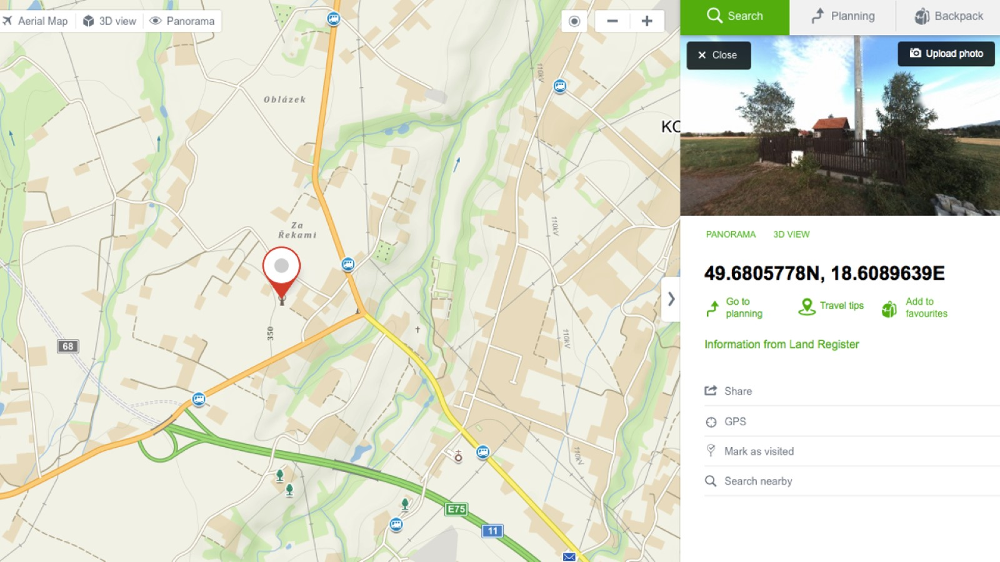 Aerial Map
3D view
Panorama
Search
Planning
Backpack
Close
Upload photo
Oblázek
110kV
KO
Za
Řekami
110kV
PANORAMA
3D VIEW
49.6805778N, 18.6089639E
Go to
planning
Travel tips
Add to
favourites
350
68
110kV
Information from Land Register
Share
GPS
110kV
Mark as visited
Search nearby
E75
11